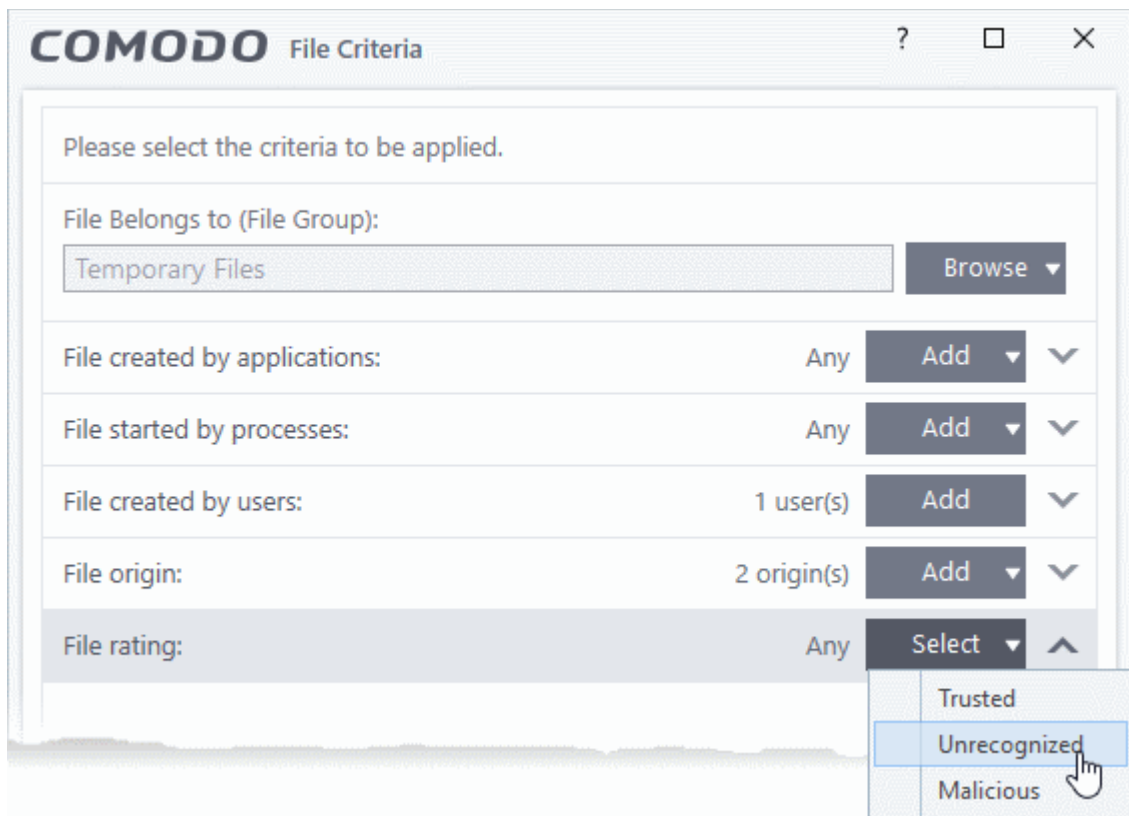 COMODO File Criteria ?
Please select the criteria to be applied.
File Belongs to (File Group):
Temporary Files Browse
File created by applications: Any Add
File started by processes: Any Add
File created by users: 1 user(s) Add
File origin: 2 origin(s) Add
File rating: Any Select
Trusted
Unrecognized
Malicious